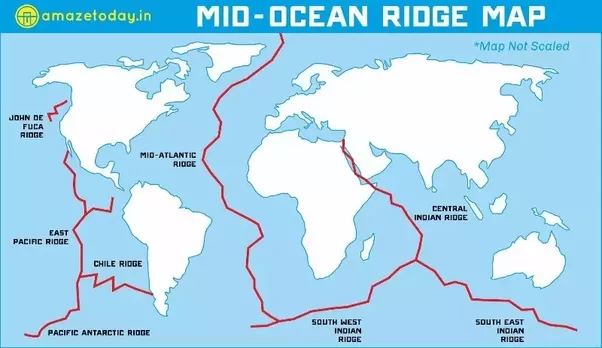 amazetoday.in
MID-OCEAN RIDGE MAP
*Map Not Scaled
JOHN DE
FUCA
RIDGE
MID-ATLANTIC
RIDGE
CENTRAL
INDIAN RIDGE
EAST
PACIFIC RIDGE
CHILE RIDGE
PACIFIC ANTARCTIC RIDGE
SOUTH WEST
INDIAN
RIDGE
SOUTH EAST
INDIAN
RIDGE